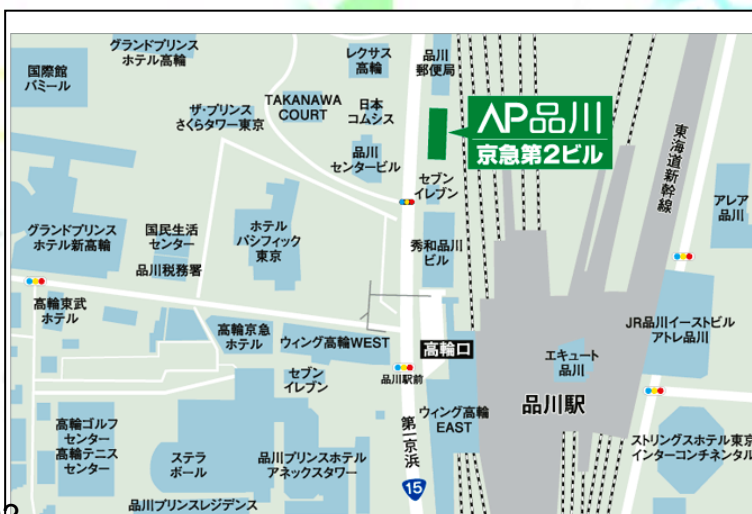 グランドプリンス
ホテル高輪
国際館
パミール
レクサス
高輪
品川
郵便局
ザ・プリンス
さくらタワー東京
TAKANAWA
COURT
日本
コムシス
品川
センタービル
AP品川
京急第2ビル
東海道新幹線
セブン
イレブン
アレア
品川
グランドプリンス
ホテル新高輪
国民生活
センター
品川税務署
ホテル
パシフィック
東京
秀和品川
ビル
高輪東武
ホテル
高輪京急
ホテル
ウィング高輪WEST
高輪口
エキュート
品川
JR品川イーストビル
アトレ品川
セブン
イレブン
品川駅前
品川駅
ウィング高輪
EAST
第一京浜
15
高輪ゴルフ
センター
高輪テニス
センター
ステラ
ボール
品川プリンスホテル
アネックスタワー
ストリングスホテル東京
インターコンチネンタル
品川プリンスレジデンス